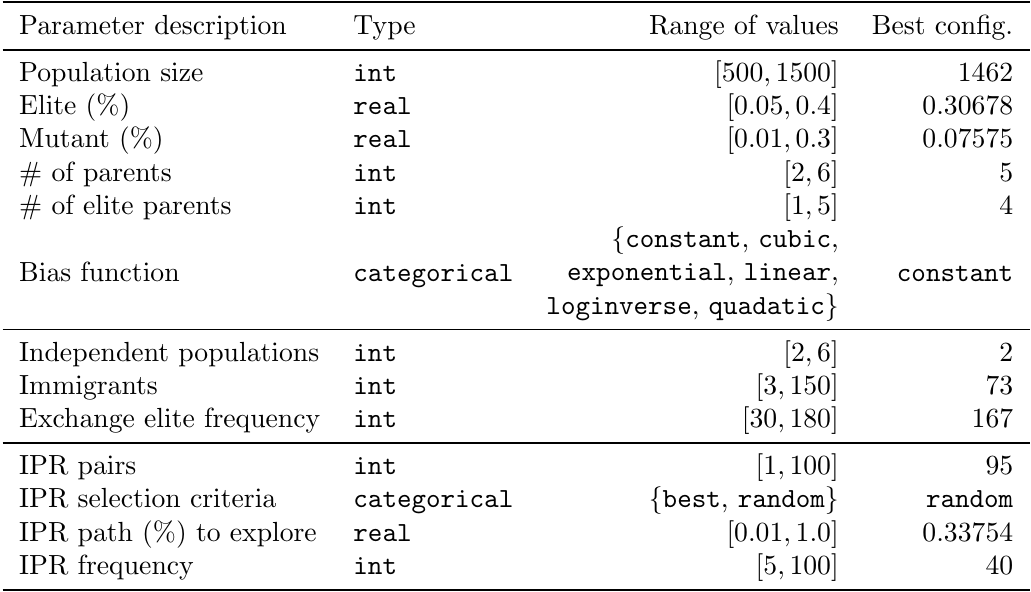 Parameter description Type Range of values Best config.
Population size int [500, 1500] 1462
Elite (%) real [0.05, 0.4] 0.30678
Mutant (%) real [0.01, 0.3] 0.07575
# of parents int [2, 6] 5
# of elite parents int [1, 5] 4
{constant, cubic,
Bias function categorical exponential, linear, constant
loginverse, quadatic}
Independent populations int [2, 6] 2
Immigrants int [3, 150] 73
Exchange elite frequency int [30, 180] 167
IPR pairs int [1, 100] 95
IPR selection criteria categorical {best, random} random
IPR path (%) to explore real [0.01, 1.0] 0.33754
IPR frequency int [5, 100] 40